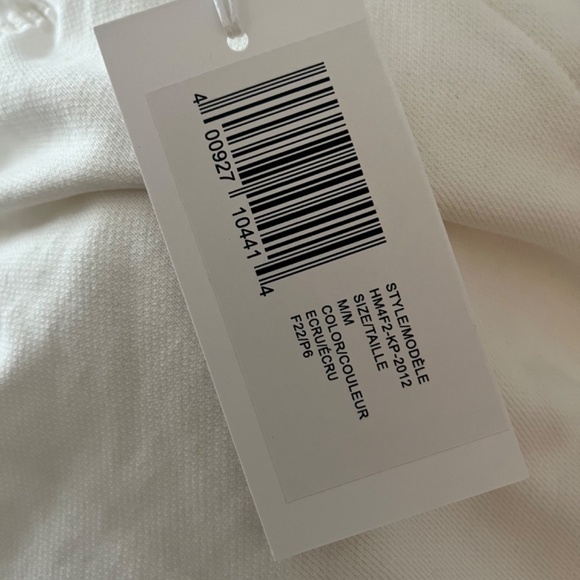 4 00927 10441 4
STYLE/MODÈLE
HM4F2-KP-2012
SIZE/TAILLE
M/M
COLOR/COULEUR
ECRU/ÉCRU
F22/P6